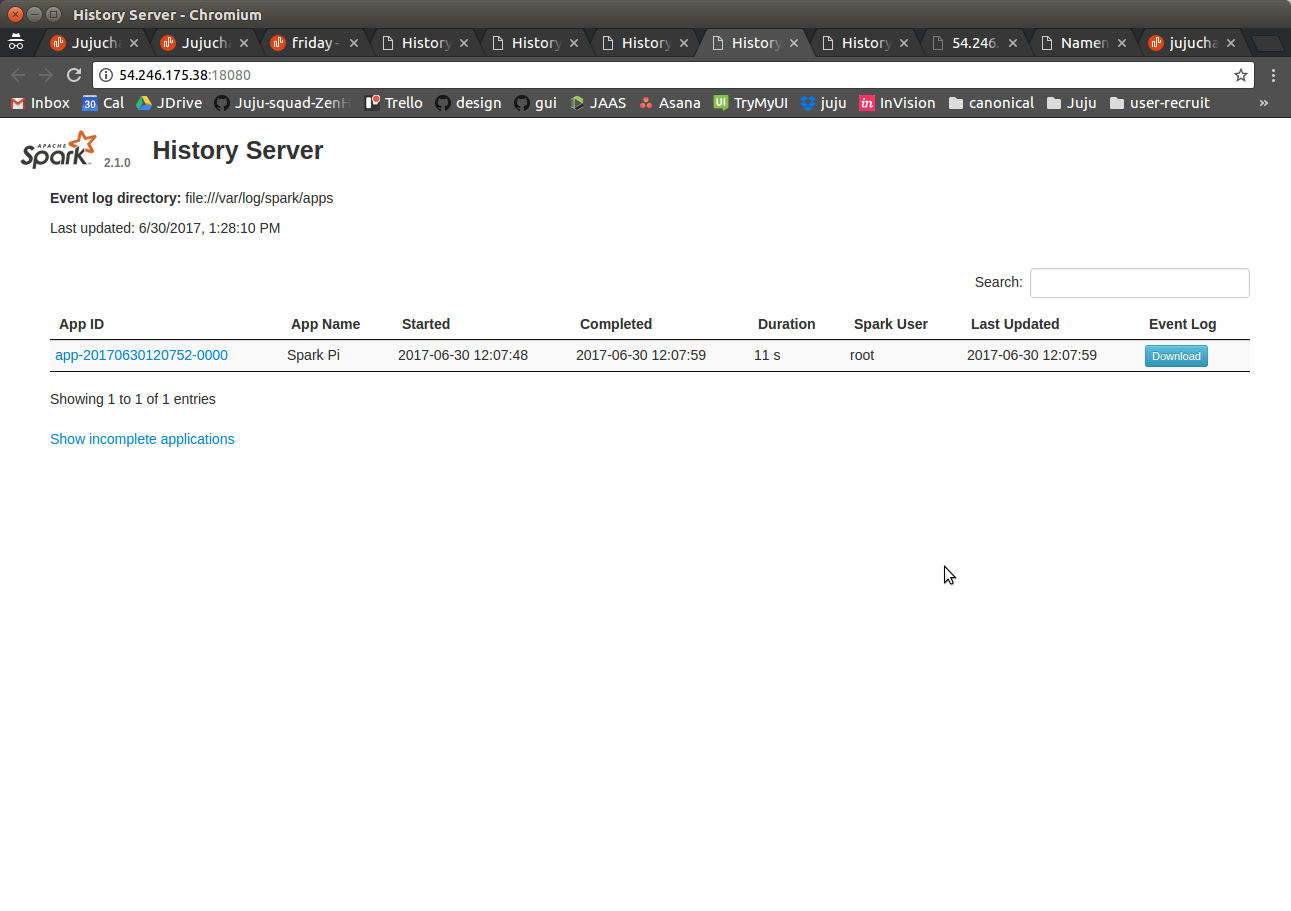 History Server - Chromium
Jujucha Jujucha friday- History History History History History 54.246. Namen jujucha
54.246.175.38:18080
Inbox Cal JDrive Juju-squad-ZenH Trello design gui JAAS Asana TryMyUI juju InVision canonical Juju user-recruit »
APACHE Spark 2.1.0 History Server
Event log directory: file:///var/log/spark/apps
Last updated: 6/30/2017, 1:28:10 PM
Search:
App ID App Name Started Completed Duration Spark User Last Updated Event Log
app-20170630120752-0000 Spark Pi 2017-06-30 12:07:48 2017-06-30 12:07:59 11 s root 2017-06-30 12:07:59 Download
Showing 1 to 1 of 1 entries
Show incomplete applications